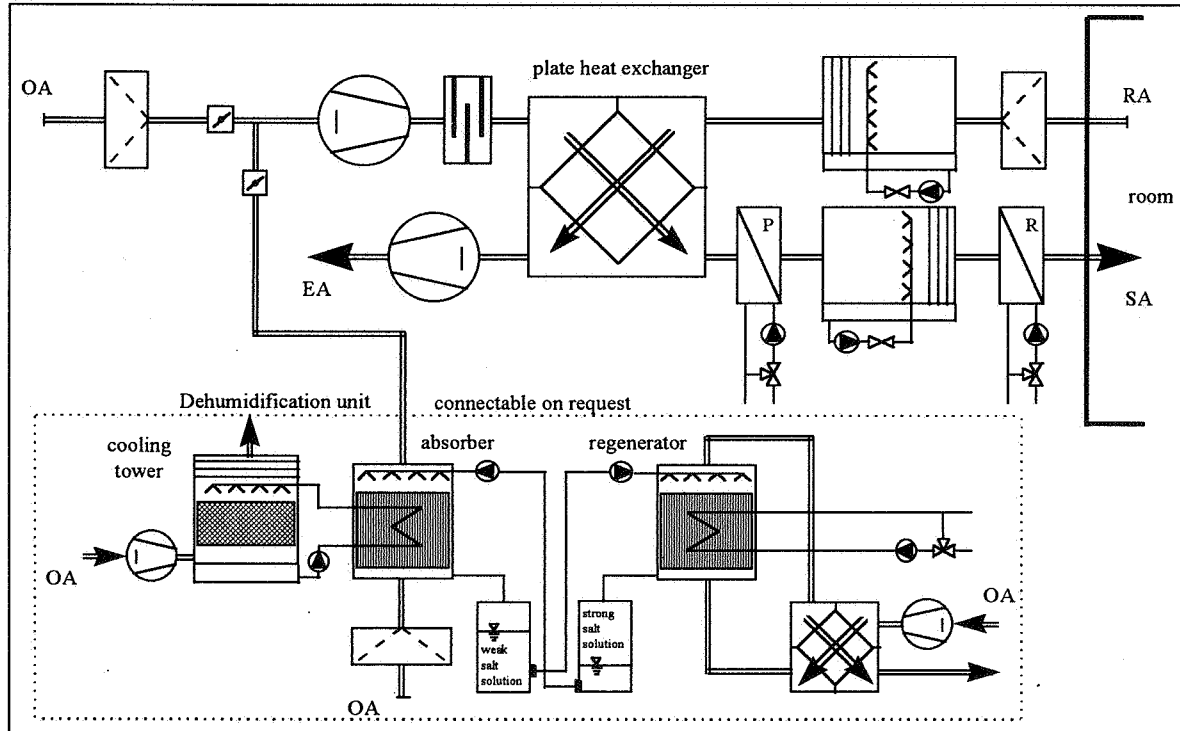 plate heat exchanger
OA
RA
room
P
R
EA
SA
Dehumidification unit
connectable on request
cooling
tower
absorber
regenerator
OA
OA
strong
salt
solution
weak
salt
solution
OA